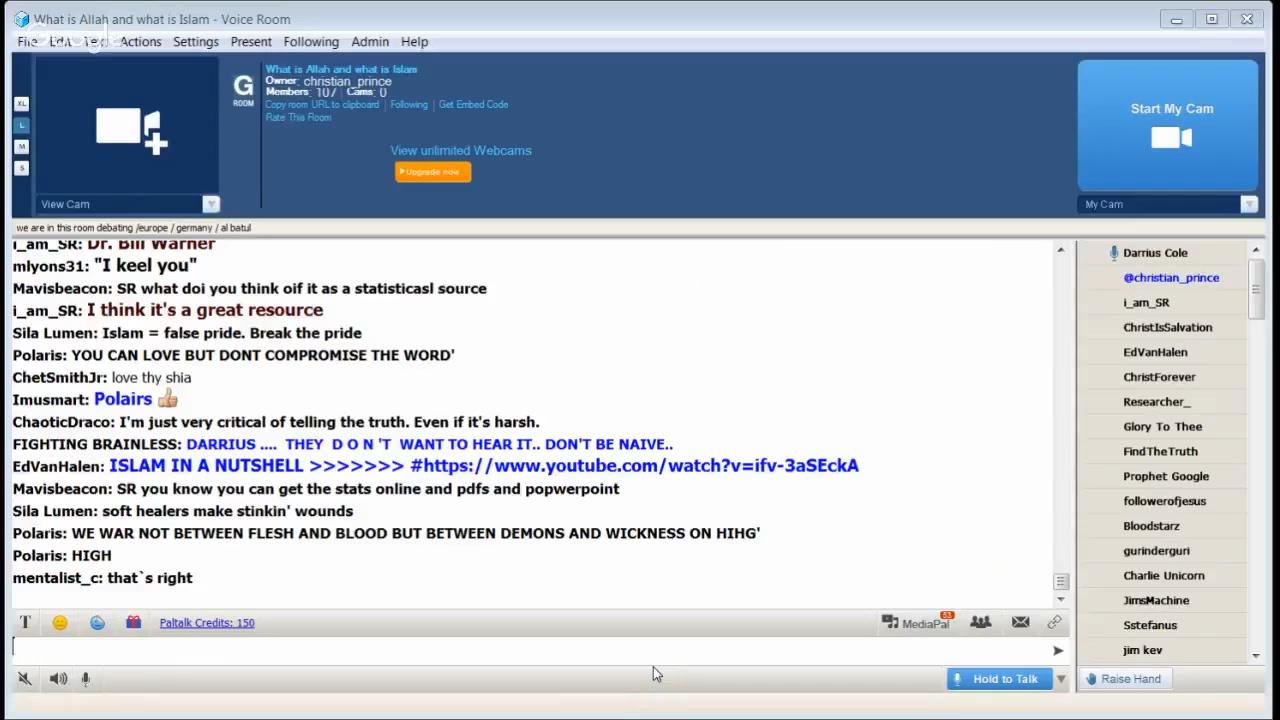 What is Allah and what is Islam - Voice Room
File Edit Text Actions Settings Present Following Admin Help
Google
XL
L
M
S
G
ROOM
What is Allah and what is Islam
Owner: christian_prince
Members: 107 Cams: 0
Copy room URL to clipboard | Following | Get Embed Code
Rate This Room
View unlimited Webcams
Upgrade now
Start My Cam
View Cam
My Cam
we are in this room debating /europe / germany / al batul
i_am_SR: Dr. Bill Warner
mlyons31: "I keel you"
Mavisbeacon: SR what doi you think oif it as a statisticasl source
i_am_SR: I think it's a great resource
Sila Lumen: Islam = false pride. Break the pride
Polaris: YOU CAN LOVE BUT DONT COMPROMISE THE WORD'
ChetSmithJr: love thy shia
Imusmart: Polairs
ChaoticDraco: I'm just very critical of telling the truth. Even if it's harsh.
FIGHTING BRAINLESS: DARRIUS .... THEY D O N 'T WANT TO HEAR IT.. DON'T BE NAIVE..
EdVanHalen: ISLAM IN A NUTSHELL >>>>>>> #https://www.youtube.com/watch?v=ifv-3aSEckA
Mavisbeacon: SR you know you can get the stats online and pdfs and popwerpoint
Sila Lumen: soft healers make stinkin' wounds
Polaris: WE WAR NOT BETWEEN FLESH AND BLOOD BUT BETWEEN DEMONS AND WICKNESS ON HIHG'
Polaris: HIGH
mentalist_c: that`s right
Darrius Cole
@christian_prince
i_am_SR
ChristIsSalvation
EdVanHalen
ChristForever
Researcher_
Glory To Thee
FindTheTruth
Prophet Google
followerofjesus
Bloodstarz
gurinderguri
Charlie Unicorn
JimsMachine
Sstefanus
jim kev
T
Paltalk Credits: 150
MediaPal
53
Hold to Talk
Raise Hand